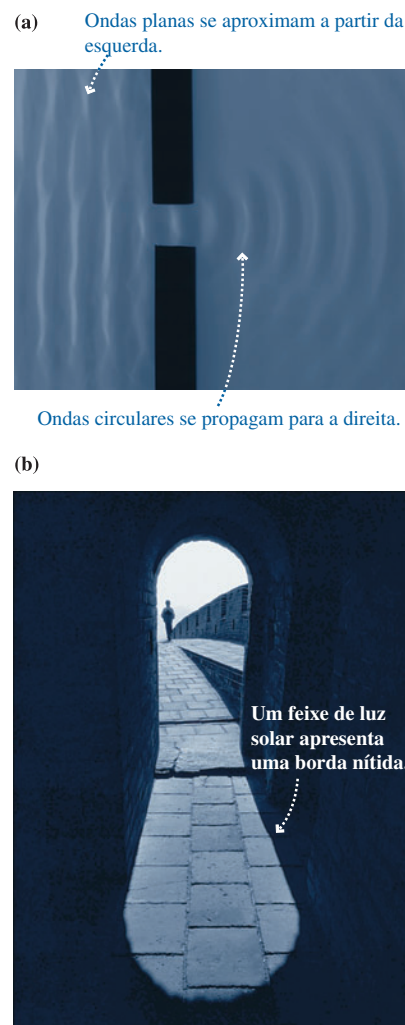 (a)
Ondas planas se aproximam a partir da
esquerda.
Ondas circulares se propagam para a direita.
(b)
Um feixe de luz
solar apresenta
uma borda nítida.